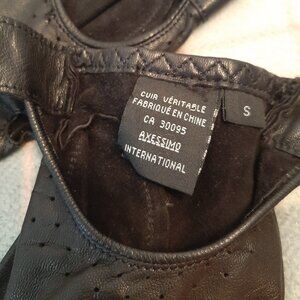 CUIR VÉRITABLE
FABRIQUÉ EN CHINE
CA 30095
AXESSIMO
INTERNATIONAL
S